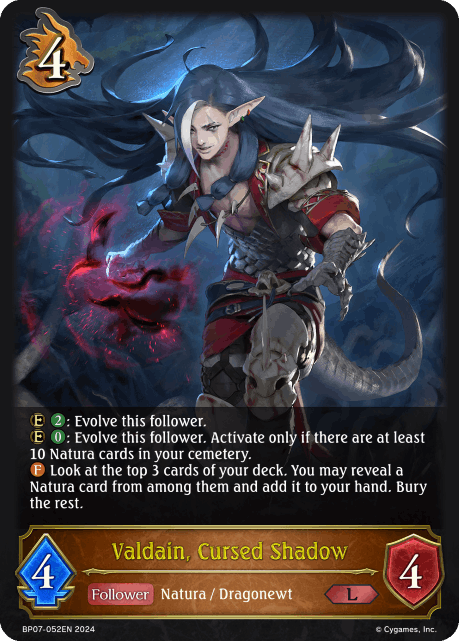 4
E 2: Evolve this follower.
E 0: Evolve this follower. Activate only if there are at least
10 Natura cards in your cemetery.
F Look at the top 3 cards of your deck. You may reveal a
Natura card from among them and add it to your hand. Bury
the rest.
Valdain, Cursed Shadow
4
Follower Natura / Dragonewt L
4
BP07-052EN 2024
© Cygames, Inc.